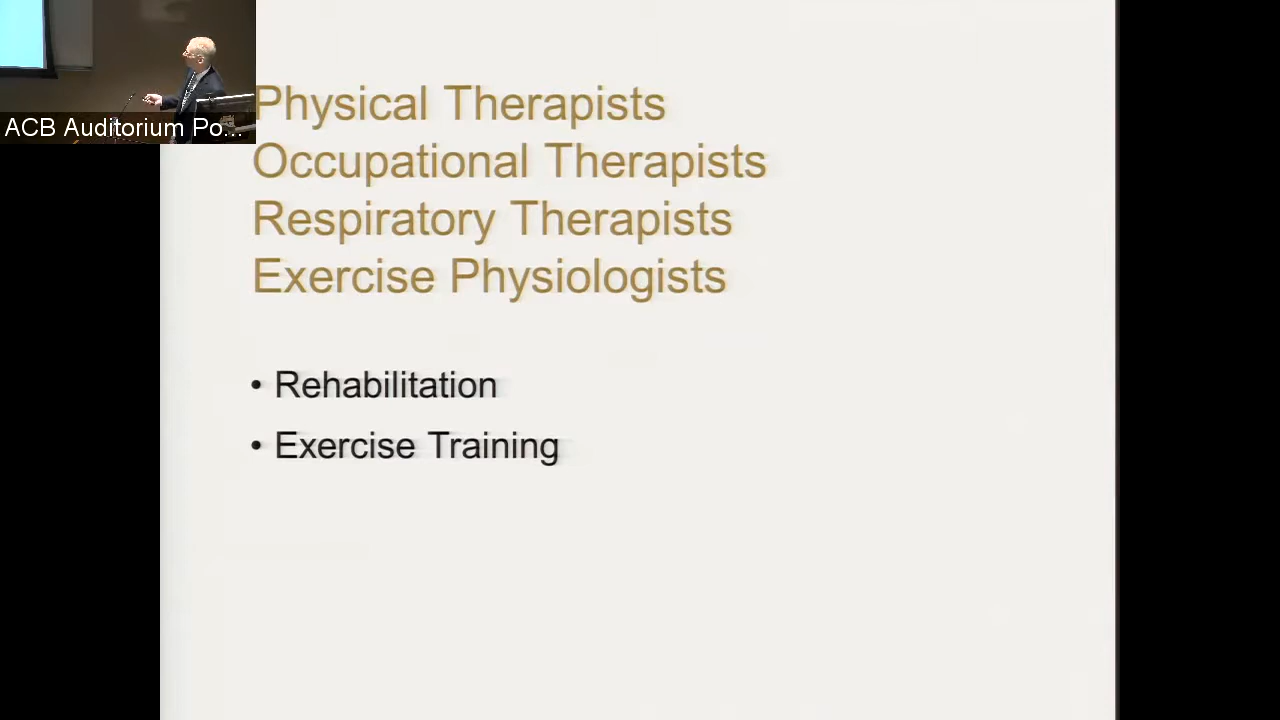 ACB Auditorium Po...
Physical Therapists
Occupational Therapists
Respiratory Therapists
Exercise Physiologists
• Rehabilitation
• Exercise Training